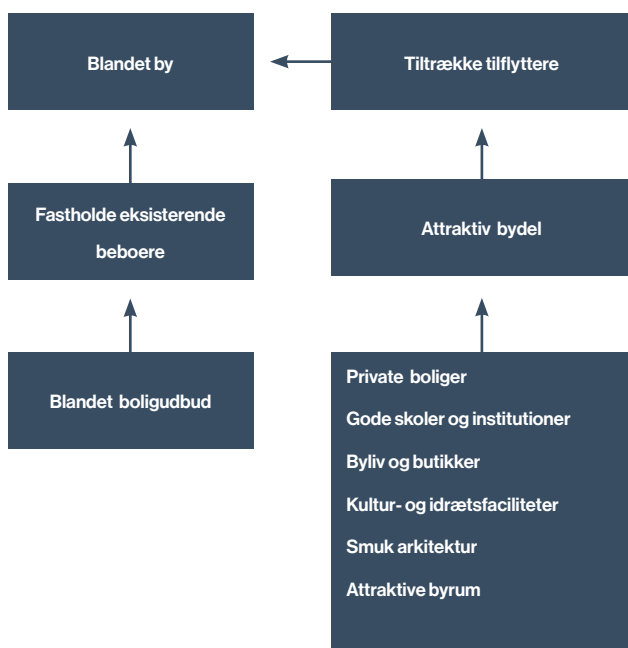 Blandet by
Tiltrække tilflyttere
Fastholde eksisterende
beboere
Attraktiv bydel
Blandet boligudbud
Private boliger
Gode skoler og institutioner
Byliv og butikker
Kultur- og idrætsfaciliteter
Smuk arkitektur
Attraktive byrum